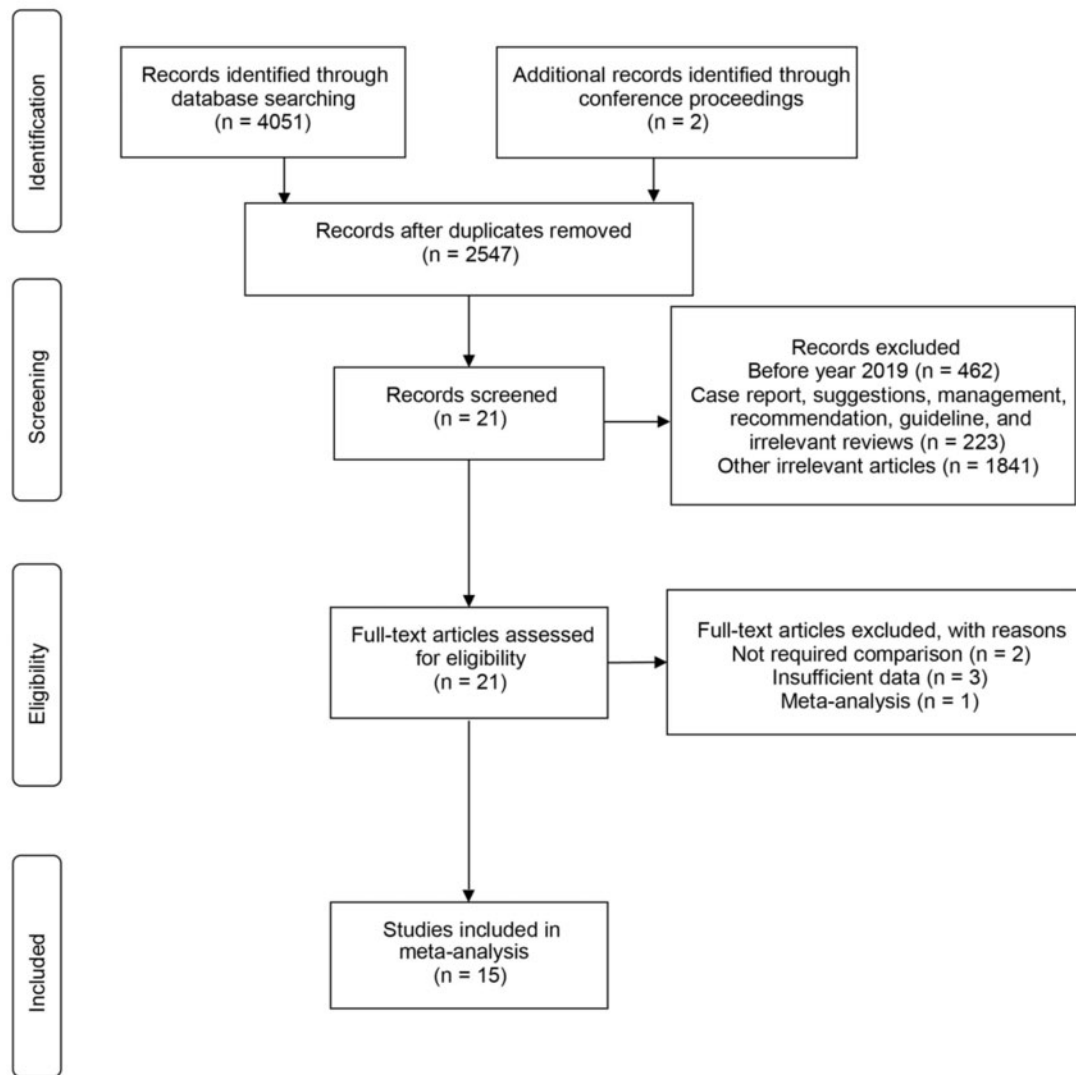 Identification
Records identified through
database searching
(n = 4051)
Additional records identified through
conference proceedings
(n = 2)
Records after duplicates removed
(n = 2547)
Screening
Records screened
(n = 21)
Records excluded
Before year 2019 (n = 462)
Case report, suggestions, management,
recommendation, guideline, and
irrelevant reviews (n = 223)
Other irrelevant articles (n = 1841)
Eligibility
Full-text articles assessed
for eligibility
(n = 21)
Full-text articles excluded, with reasons
Not required comparison (n = 2)
Insufficient data (n = 3)
Meta-analysis (n = 1)
Included
Studies included in
meta-analysis
(n = 15)